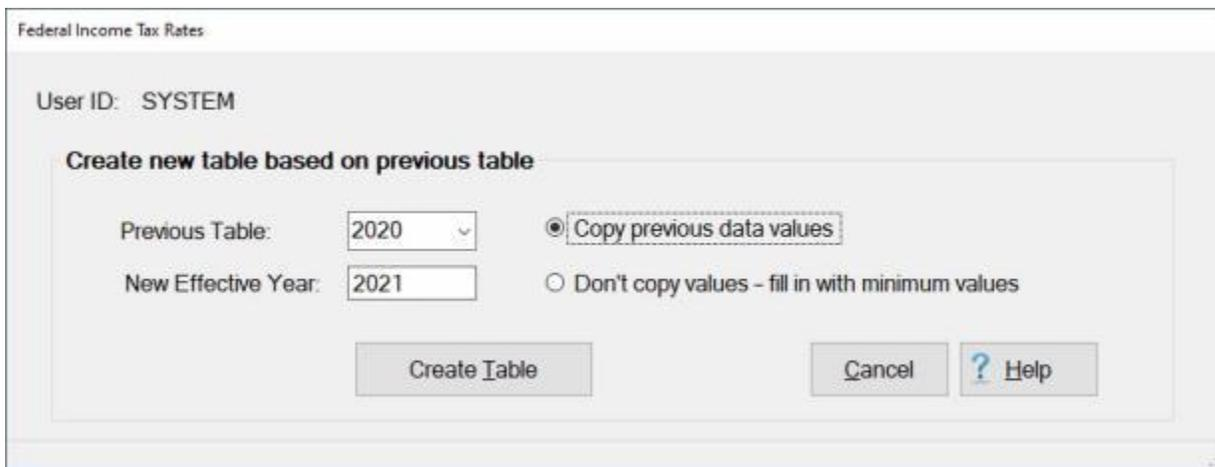 Federal Income Tax Rates
User ID: SYSTEM
Create new table based on previous table
Previous Table: 2020 Copy previous data values
New Effective Year: 2021 Don't copy values – fill in with minimum values
Create Table Cancel ? Help